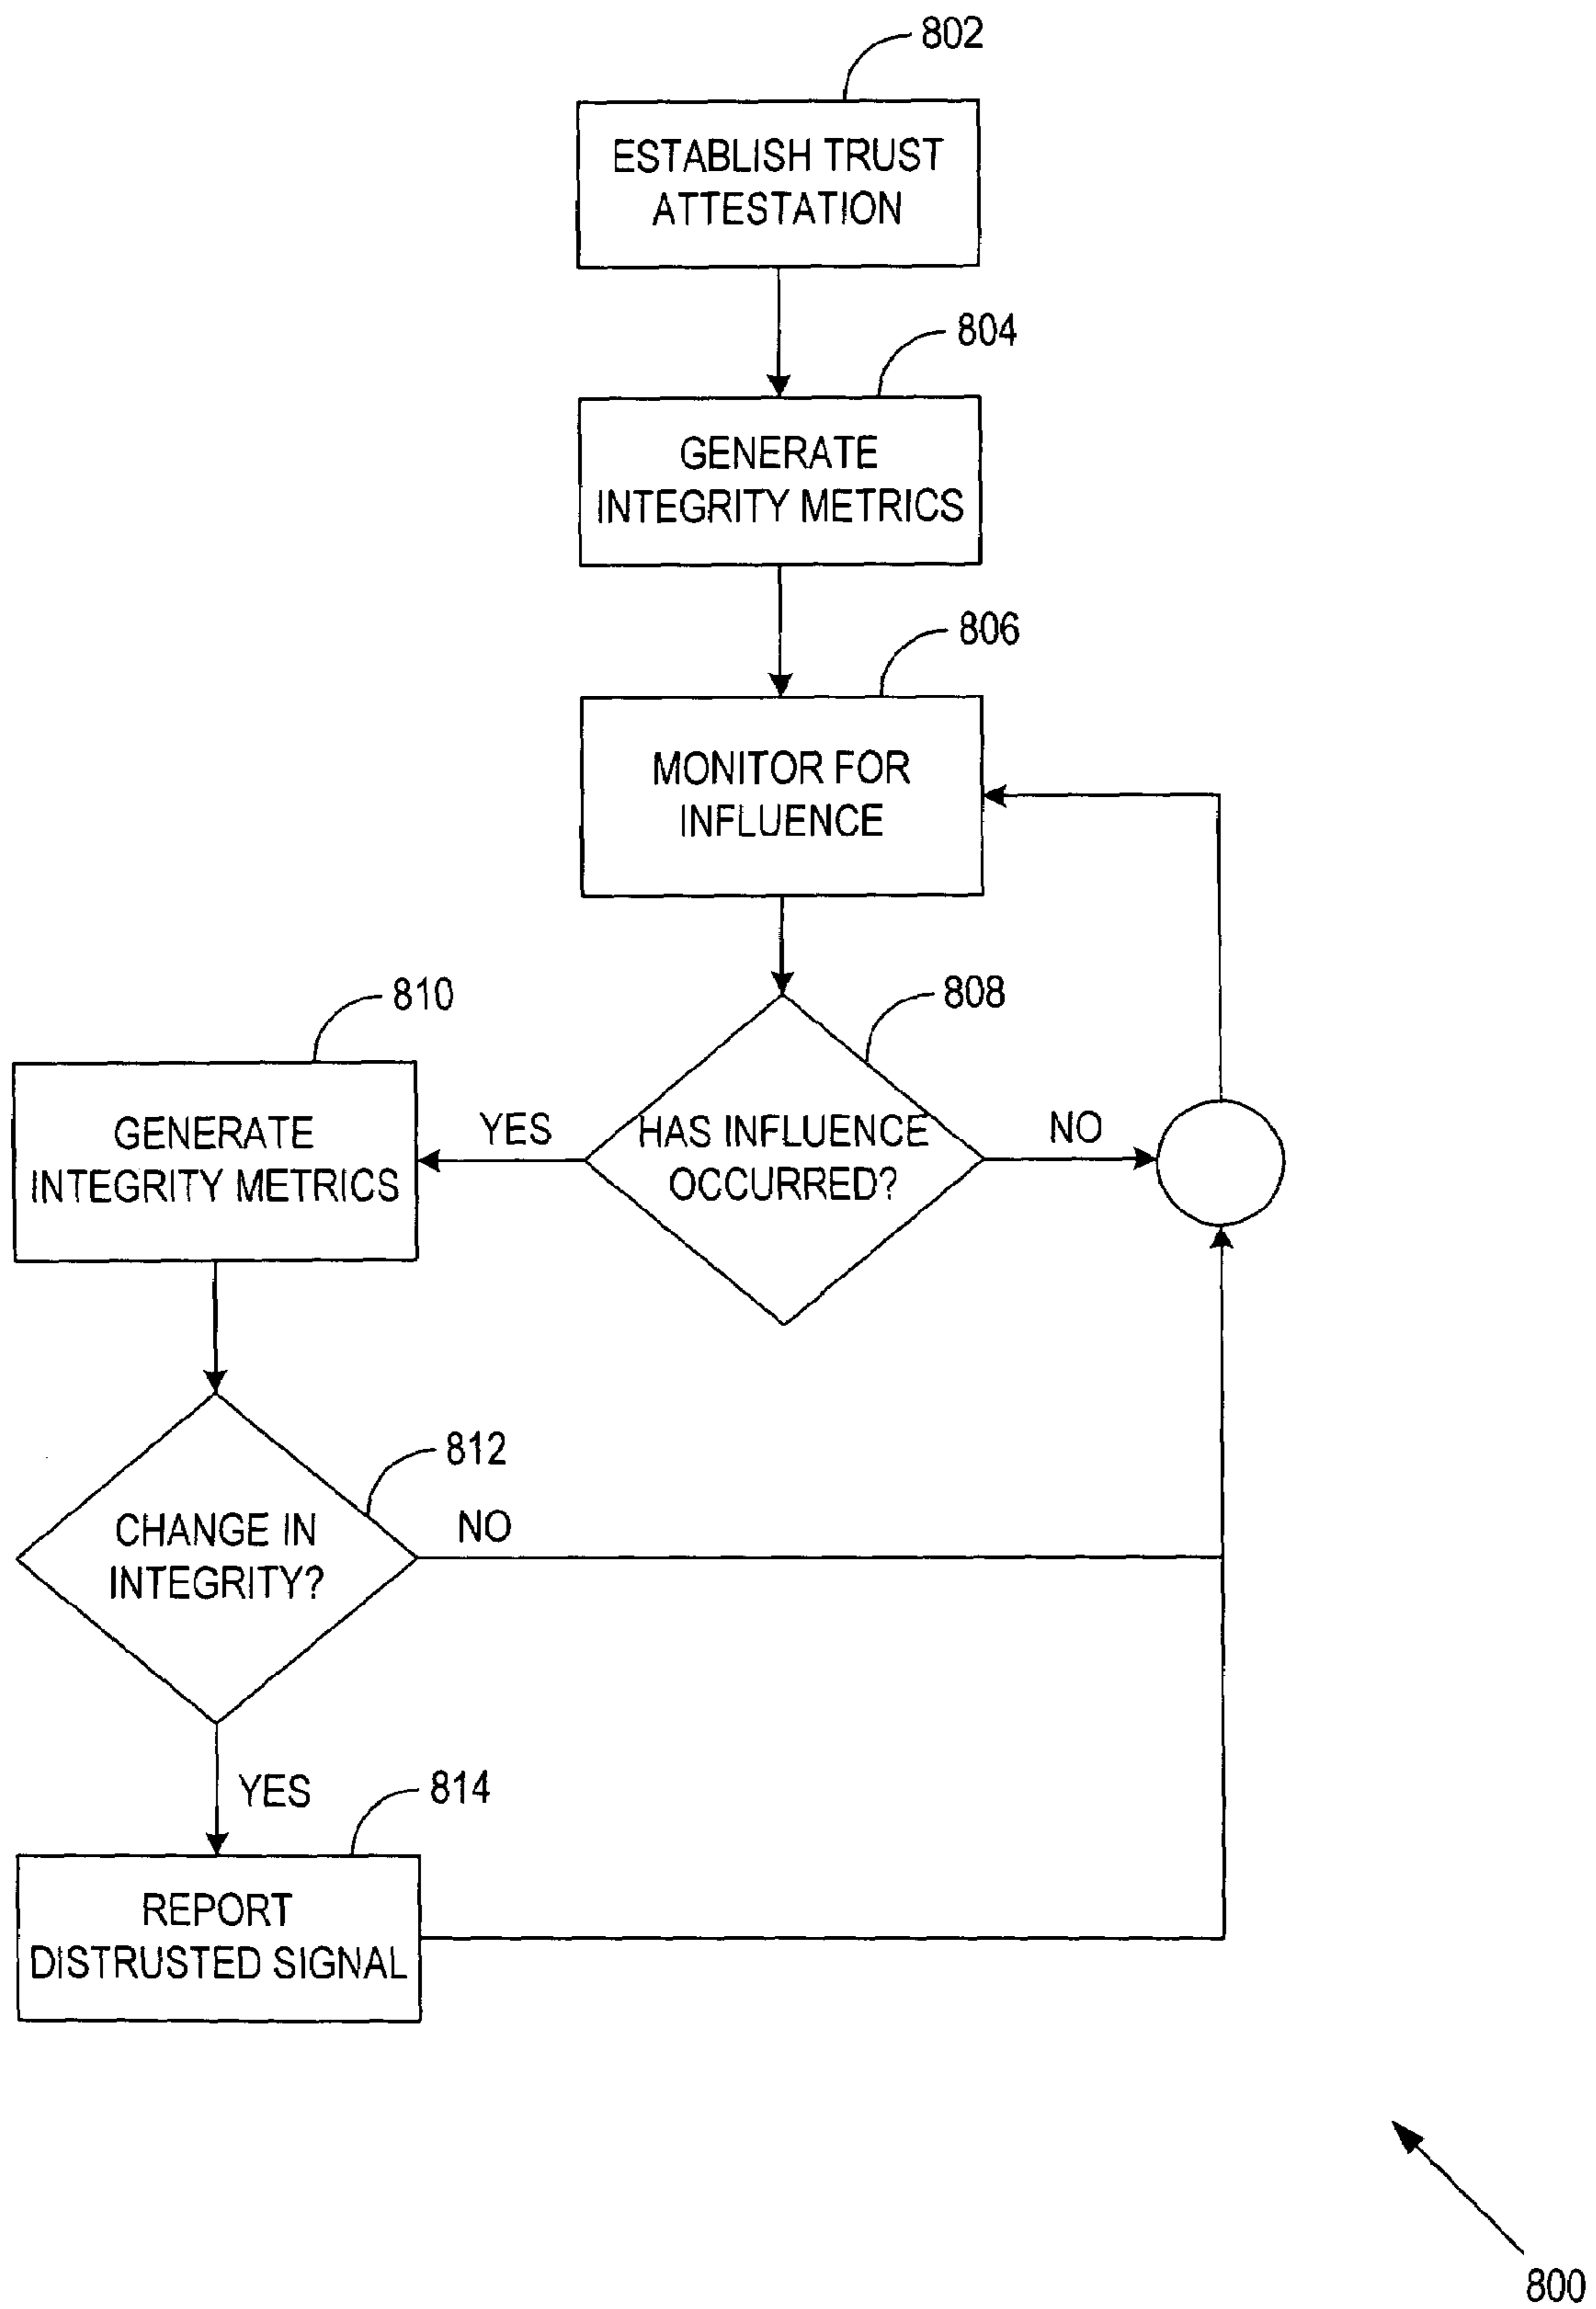 802
ESTABLISH TRUST
ATTESTATION
804
GENERATE
INTEGRITY METRICS
806
MONITOR FOR
INFLUENCE
808
HAS INFLUENCE
OCCURRED?
YES
NO
810
GENERATE
INTEGRITY METRICS
812
CHANGE IN
INTEGRITY?
NO
YES
814
REPORT
DISTRUSTED SIGNAL
800